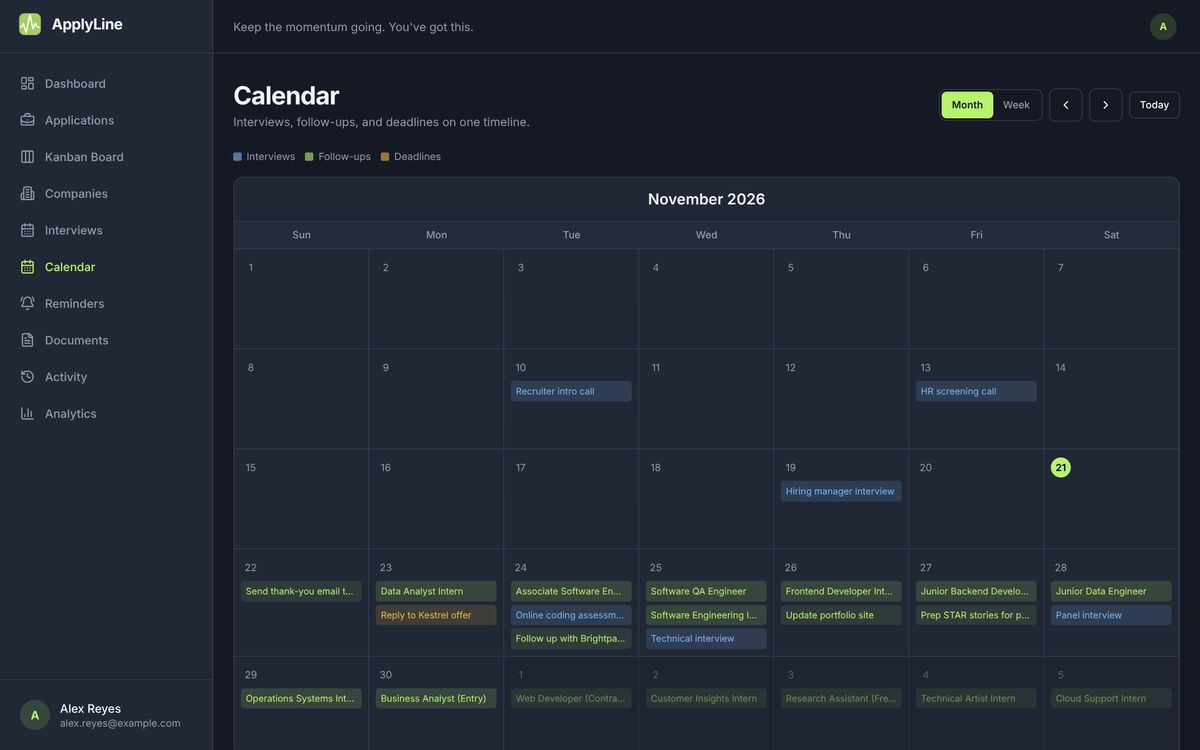 ApplyLine
Keep the momentum going. You've got this.
A
Dashboard
Applications
Kanban Board
Companies
Interviews
Calendar
Reminders
Documents
Activity
Analytics
A
Alex Reyes
alex.reyes@example.com
Calendar
Interviews, follow-ups, and deadlines on one timeline.
Month Week < > Today
Interviews Follow-ups Deadlines
November 2026
Sun Mon Tue Wed Thu Fri Sat
1 2 3 4 5 6 7
8 9 10 11 12 13 14
Recruiter intro call HR screening call
15 16 17 18 19 20 21
Hiring manager interview
22 23 24 25 26 27 28
Send thank-you email t... Data Analyst Intern Associate Software En... Software QA Engineer Frontend Developer Int... Junior Backend Develo... Junior Data Engineer
Reply to Kestrel offer Online coding assessm... Software Engineering I... Update portfolio site Prep STAR stories for p... Panel interview
Follow up with Brightpa... Technical interview
29 30 1 2 3 4 5
Operations Systems Int... Business Analyst (Entry) Web Developer (Contra... Customer Insights Intern Research Assistant (Fre... Technical Artist Intern Cloud Support Intern